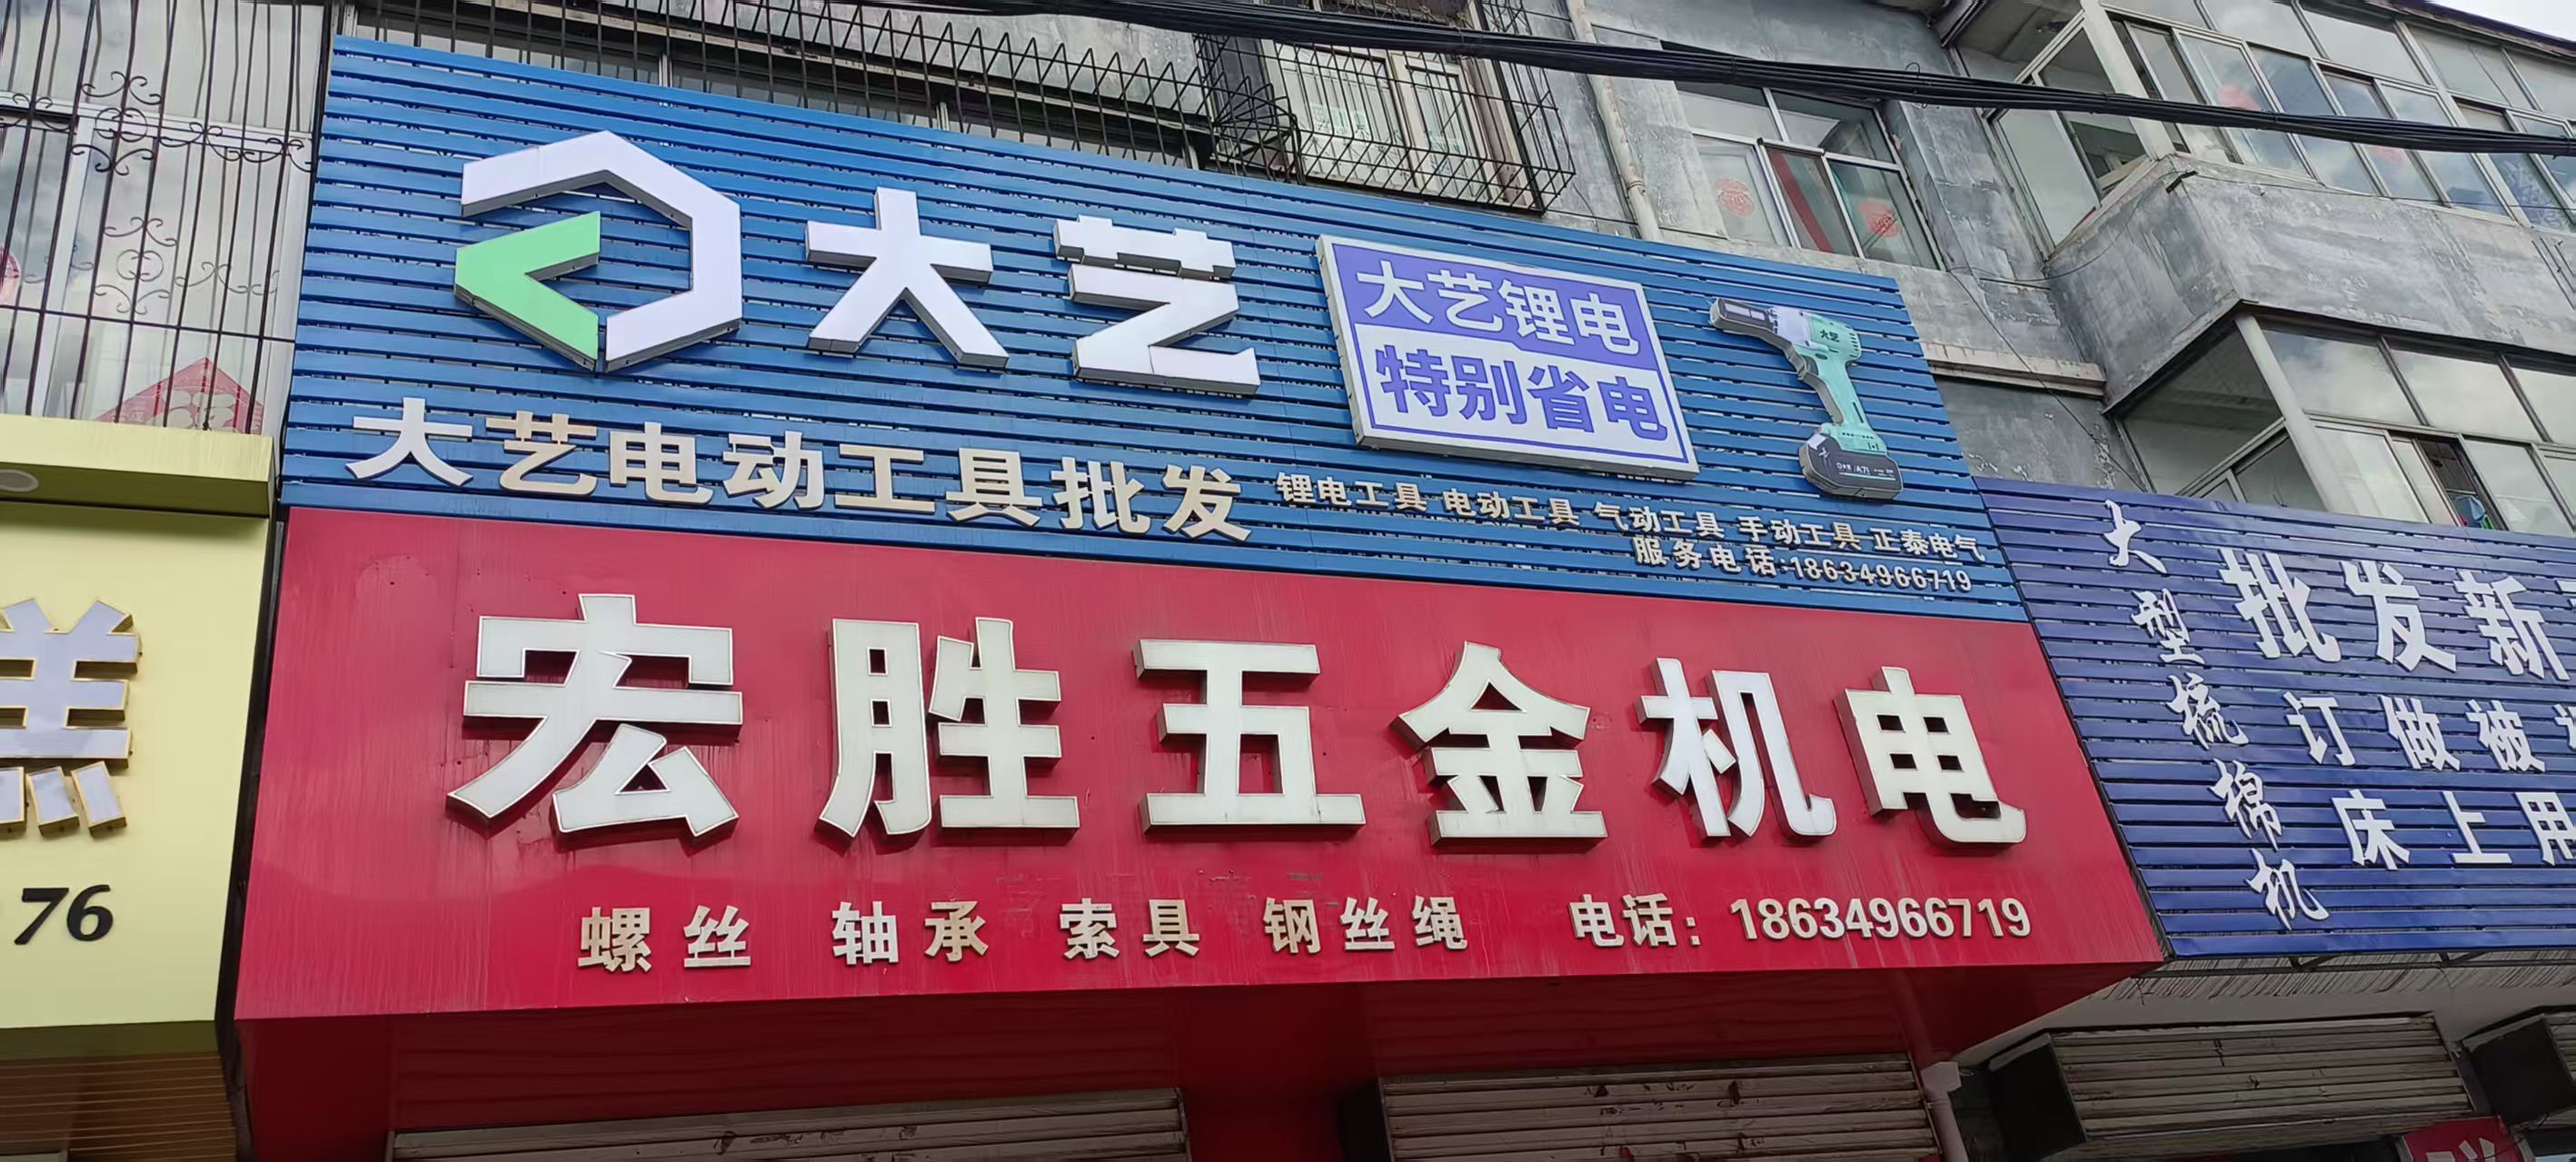 大艺
大艺锂电
特别省电
大艺
大艺电动工具批发
锂电工具 电动工具 气动工具 手动工具 正泰电气
服务电话:18634966719
宏胜五金机电
螺丝 轴承 索具 钢丝绳 电话：18634966719
糕
76
大型梳棉机
批发新
订做被
床上用